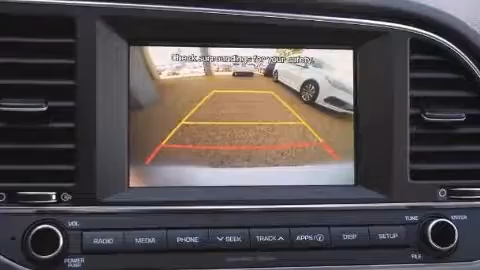 Check surroundings for your safety.
VOL
TUNE
ENTER
RADIO
MEDIA
PHONE
SEEK
TRACK
APPS
DISP
SETUP
POWER
PUSH
FILE